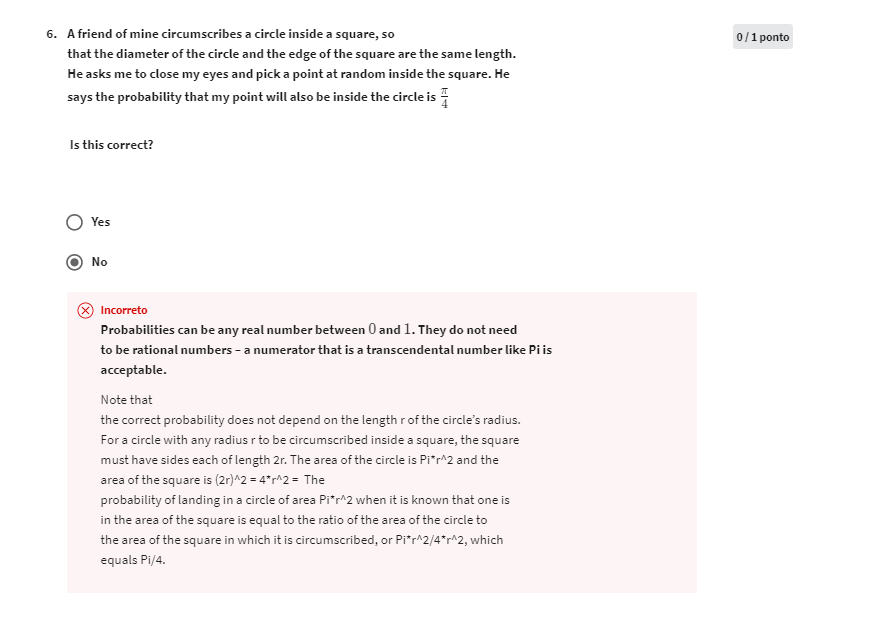 6. A friend of mine circumscribes a circle inside a square, so
0 / 1 ponto
that the diameter of the circle and the edge of the square are the same length.
He asks me to close my eyes and pick a point at random inside the square. He
says the probability that my point will also be inside the circle is π/4
Is this correct?
Yes
No
Incorreto
Probabilities can be any real number between 0 and 1. They do not need
to be rational numbers – a numerator that is a transcendental number like Pi is
acceptable.
Note that
the correct probability does not depend on the length r of the circle's radius.
For a circle with any radius r to be circumscribed inside a square, the square
must have sides each of length 2r. The area of the circle is Pi*r^2 and the
area of the square is (2r)^2 = 4*r^2 = The
probability of landing in a circle of area Pi*r^2 when it is known that one is
in the area of the square is equal to the ratio of the area of the circle to
the area of the square in which it is circumscribed, or Pi*r^2/4*r^2, which
equals Pi/4.